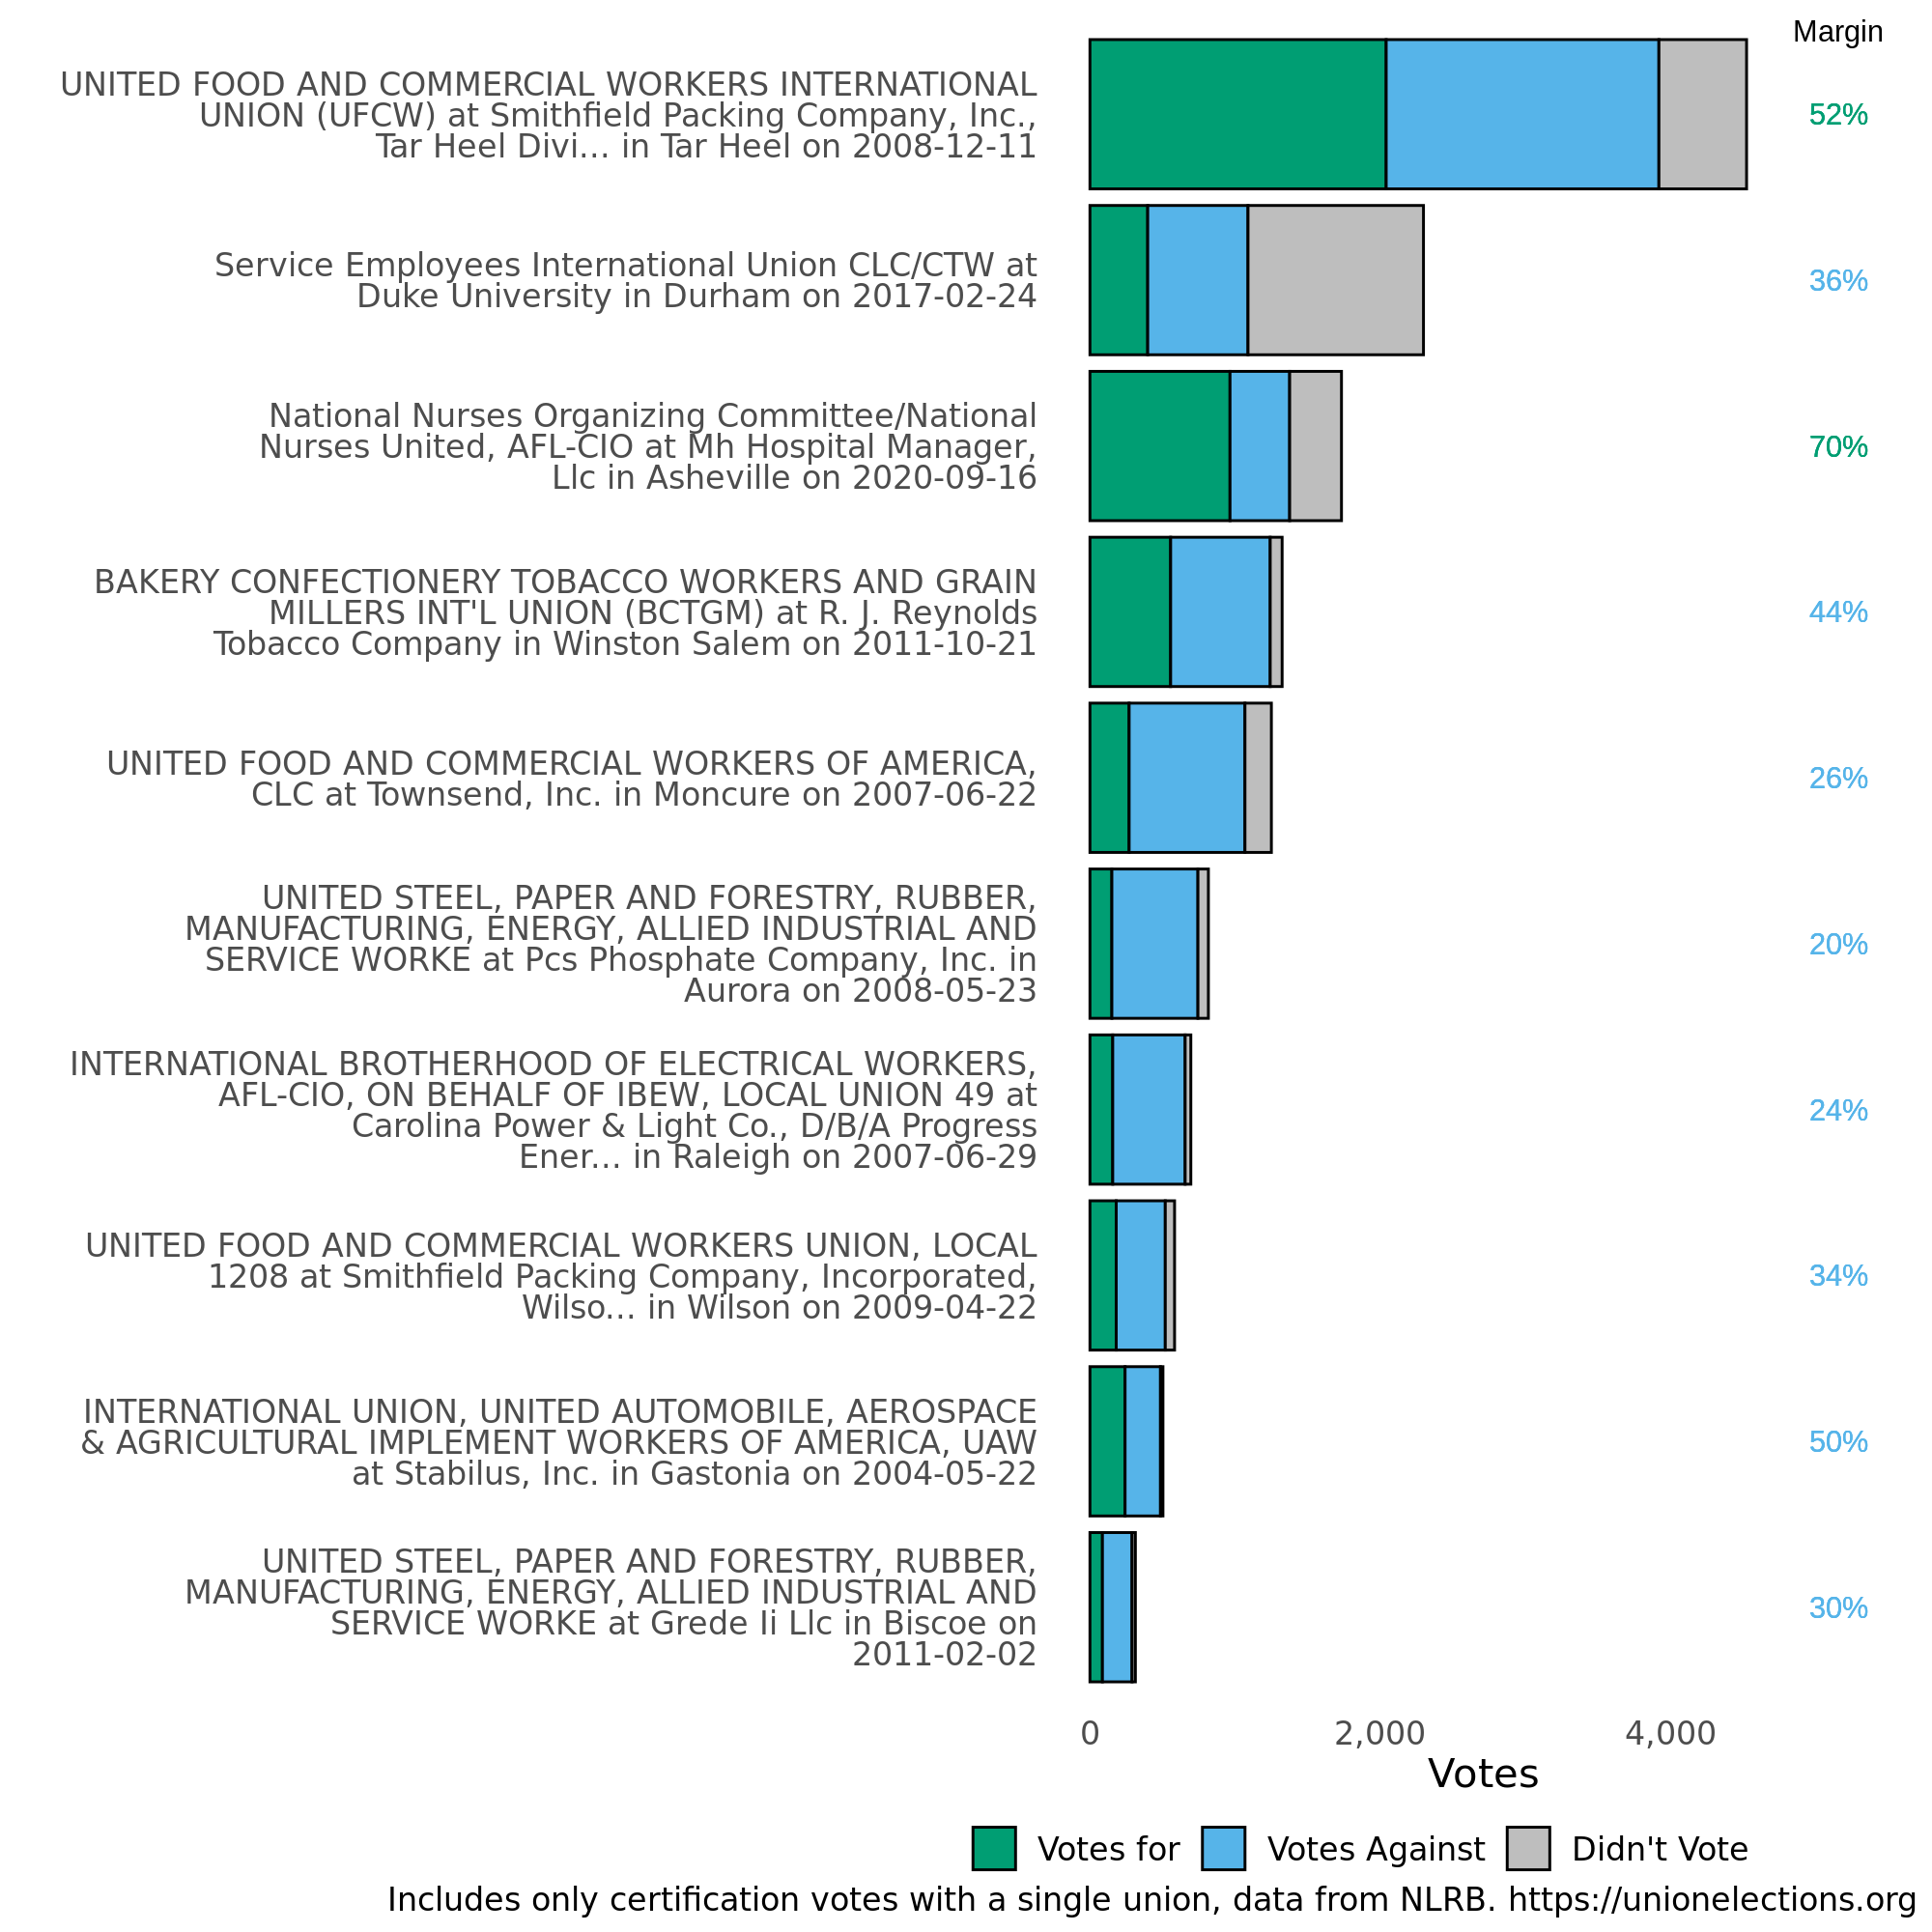 Margin
UNITED FOOD AND COMMERCIAL WORKERS INTERNATIONAL
UNION (UFCW) at Smithfield Packing Company, Inc.,
Tar Heel Divi... in Tar Heel on 2008-12-11
52%
Service Employees International Union CLC/CTW at
Duke University in Durham on 2017-02-24
36%
National Nurses Organizing Committee/National
Nurses United, AFL-CIO at Mh Hospital Manager,
Llc in Asheville on 2020-09-16
70%
BAKERY CONFECTIONERY TOBACCO WORKERS AND GRAIN
MILLERS INT'L UNION (BCTGM) at R. J. Reynolds
Tobacco Company in Winston Salem on 2011-10-21
44%
UNITED FOOD AND COMMERCIAL WORKERS OF AMERICA,
CLC at Townsend, Inc. in Moncure on 2007-06-22
26%
UNITED STEEL, PAPER AND FORESTRY, RUBBER,
MANUFACTURING, ENERGY, ALLIED INDUSTRIAL AND
SERVICE WORKE at Pcs Phosphate Company, Inc. in
Aurora on 2008-05-23
20%
INTERNATIONAL BROTHERHOOD OF ELECTRICAL WORKERS,
AFL-CIO, ON BEHALF OF IBEW, LOCAL UNION 49 at
Carolina Power & Light Co., D/B/A Progress
Ener... in Raleigh on 2007-06-29
24%
UNITED FOOD AND COMMERCIAL WORKERS UNION, LOCAL
1208 at Smithfield Packing Company, Incorporated,
Wilso... in Wilson on 2009-04-22
34%
INTERNATIONAL UNION, UNITED AUTOMOBILE, AEROSPACE
& AGRICULTURAL IMPLEMENT WORKERS OF AMERICA, UAW
at Stabilus, Inc. in Gastonia on 2004-05-22
50%
UNITED STEEL, PAPER AND FORESTRY, RUBBER,
MANUFACTURING, ENERGY, ALLIED INDUSTRIAL AND
SERVICE WORKE at Grede Ii Llc in Biscoe on
2011-02-02
30%
0 2,000 4,000
Votes
Votes for Votes Against Didn't Vote
Includes only certification votes with a single union, data from NLRB. https://unionelections.org